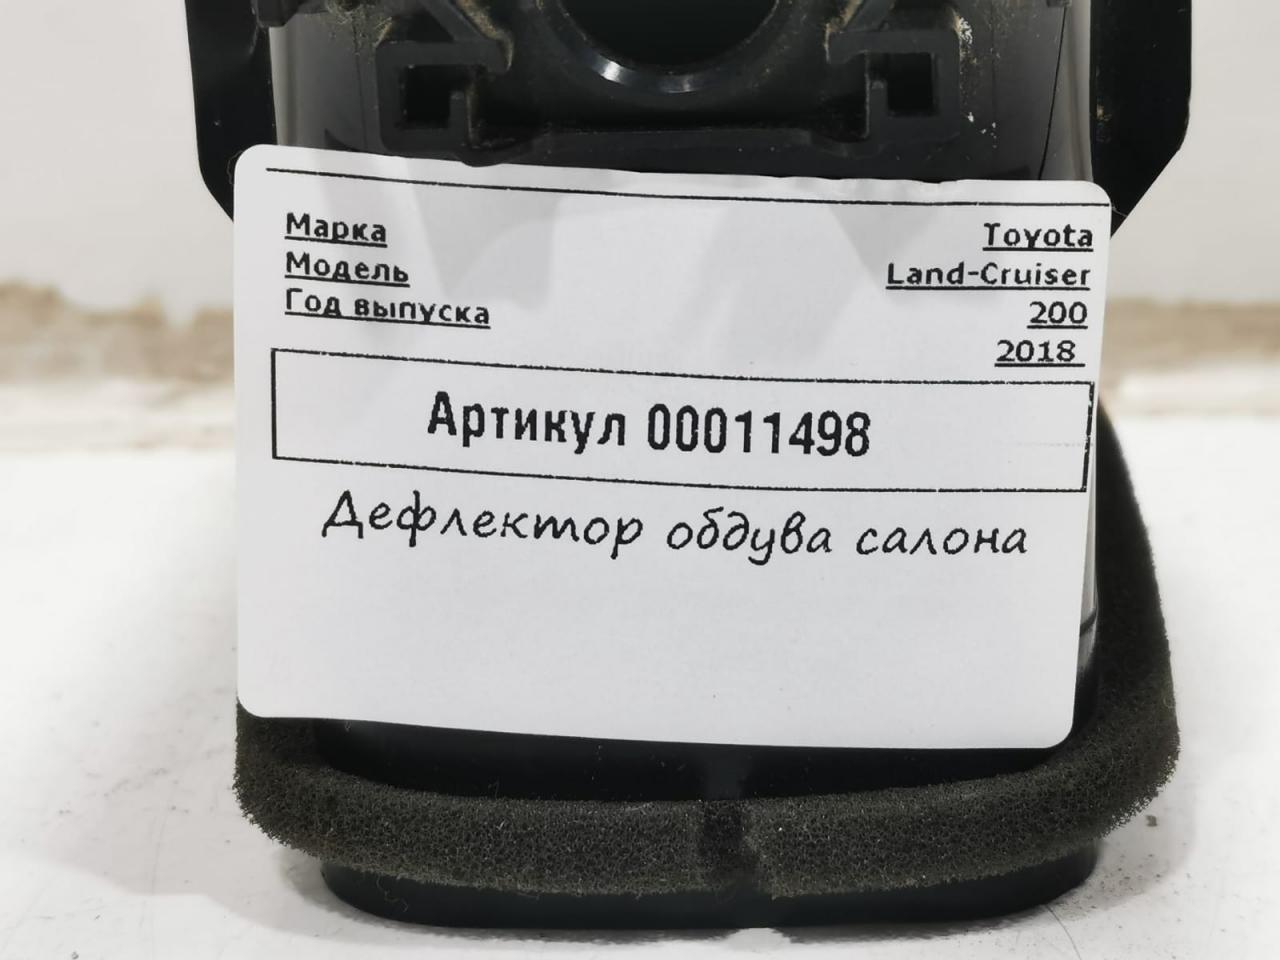 Марка Toyota
Модель Land-Cruiser
Год выпуска 200
2018
Артикул 00011498
Дефлектор обдува салона